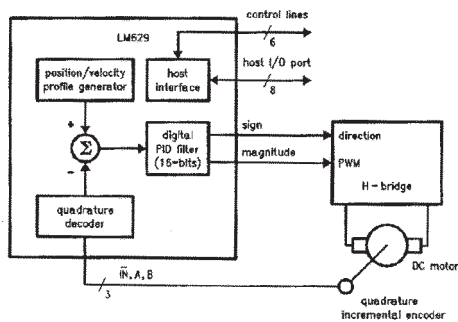 control lines
6
LM629
host I/O port
8
position/velocity
profile generator
host
interface
+
Σ
−
digital
PID filter
(16-bits)
sign
magnitude
direction
PWM
H-bridge
quadrature
decoder
DC motor
IN, A, B
3
quadrature
incremental encoder